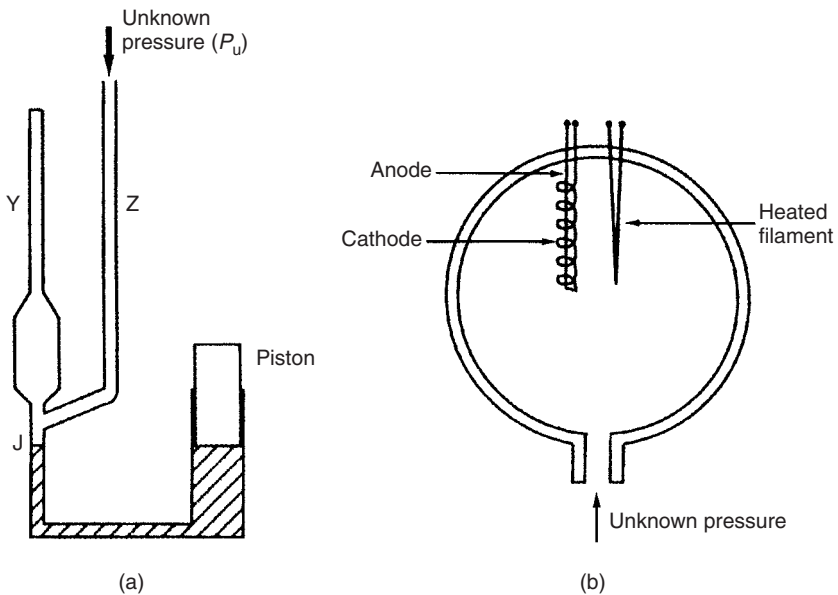 Unknown
pressure (Pu)
Y
Z
Piston
J
(a)
Anode
Cathode
Heated
filament
Unknown pressure
(b)